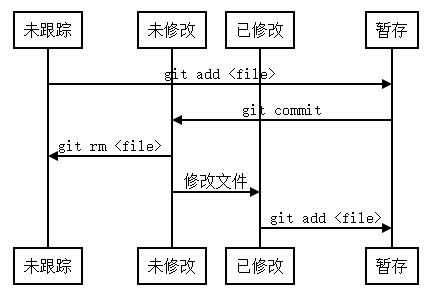 未跟踪 未修改 已修改 暂存
git add <file>
git commit
git rm <file>
修改文件
git add <file>
未跟踪 未修改 已修改 暂存